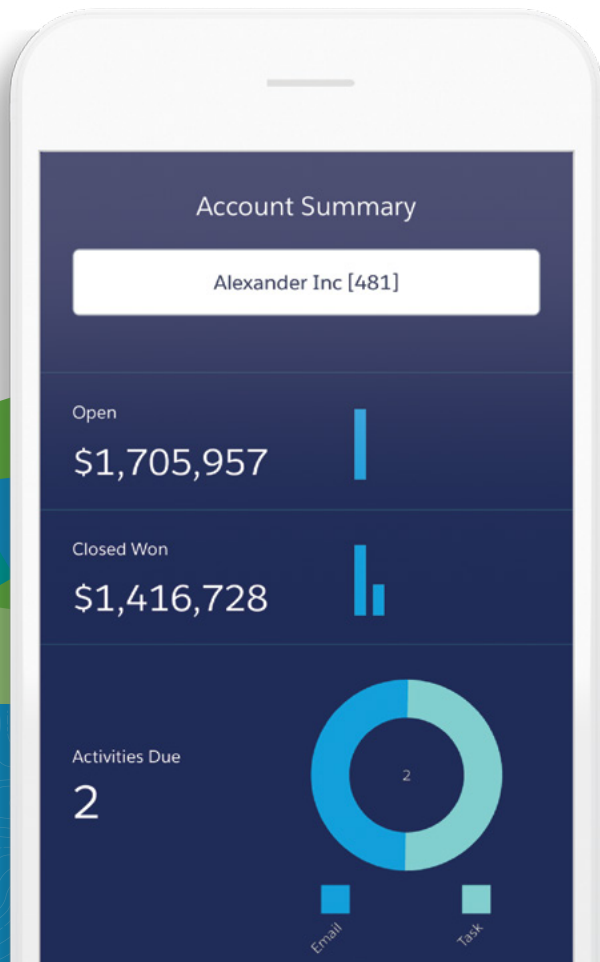 Account Summary
Alexander Inc [481]
Open
$1,705,957
Closed Won
$1,416,728
Activities Due
2
2
Email
Task